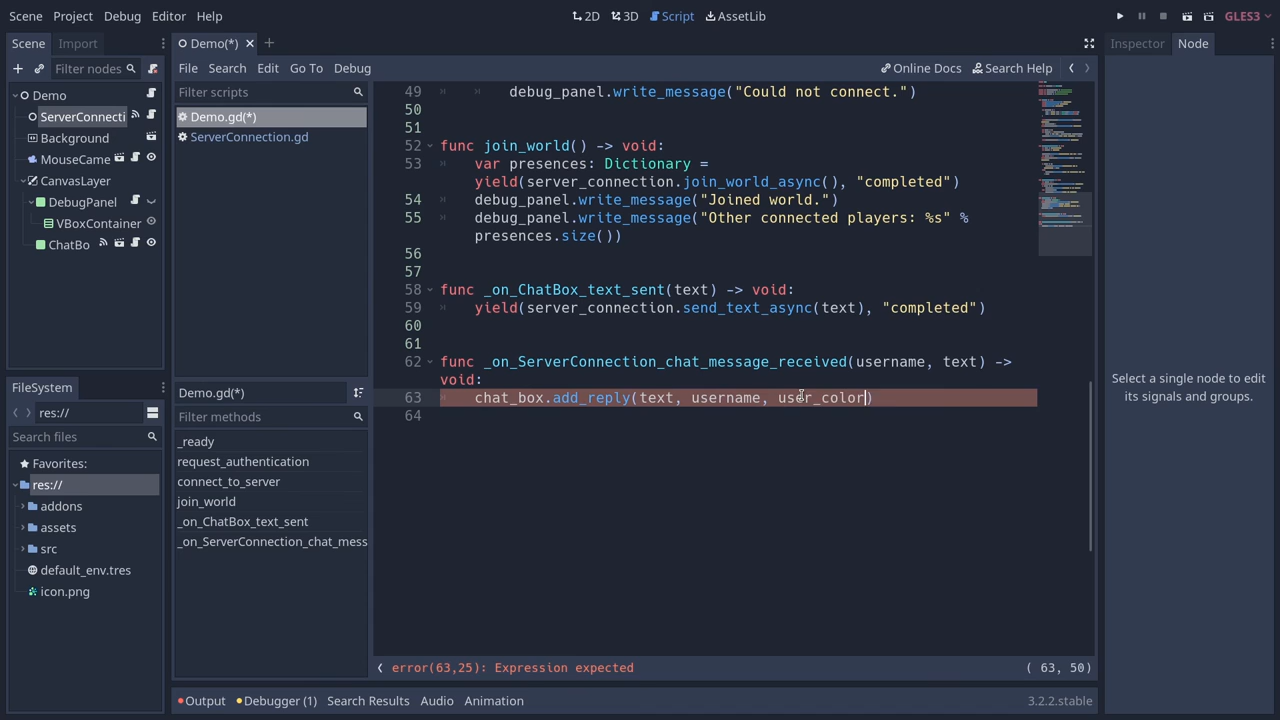 Scene Project Debug Editor Help 2D 3D Script AssetLib GLES3
Scene Import Demo(*) Inspector Node
Filter nodes File Search Edit Go To Debug Online Docs Search Help
Filter scripts
Demo.gd(*)
ServerConnection.gd
Demo
ServerConnecti
Background
MouseCame
CanvasLayer
DebugPanel
VBoxContainer
ChatBo
49 debug_panel.write_message("Could not connect.")
50
51
52 func join_world() -> void:
53 var presences: Dictionary =
yield(server_connection.join_world_async(), "completed")
54 debug_panel.write_message("Joined world.")
55 debug_panel.write_message("Other connected players: %s" %
presences.size())
56
57
58 func _on_ChatBox_text_sent(text) -> void:
59 yield(server_connection.send_text_async(text), "completed")
60
61
62 func _on_ServerConnection_chat_message_received(username, text) ->
void:
63 chat_box.add_reply(text, username, user_color)
64
Select a single node to edit
its signals and groups.
FileSystem
res://
Search files
Favorites:
res://
addons
assets
src
default_env.tres
icon.png
Demo.gd(*)
Filter methods
_ready
request_authentication
connect_to_server
join_world
_on_ChatBox_text_sent
_on_ServerConnection_chat_mess
error(63,25): Expression expected ( 63, 50)
Output Debugger (1) Search Results Audio Animation 3.2.2.stable